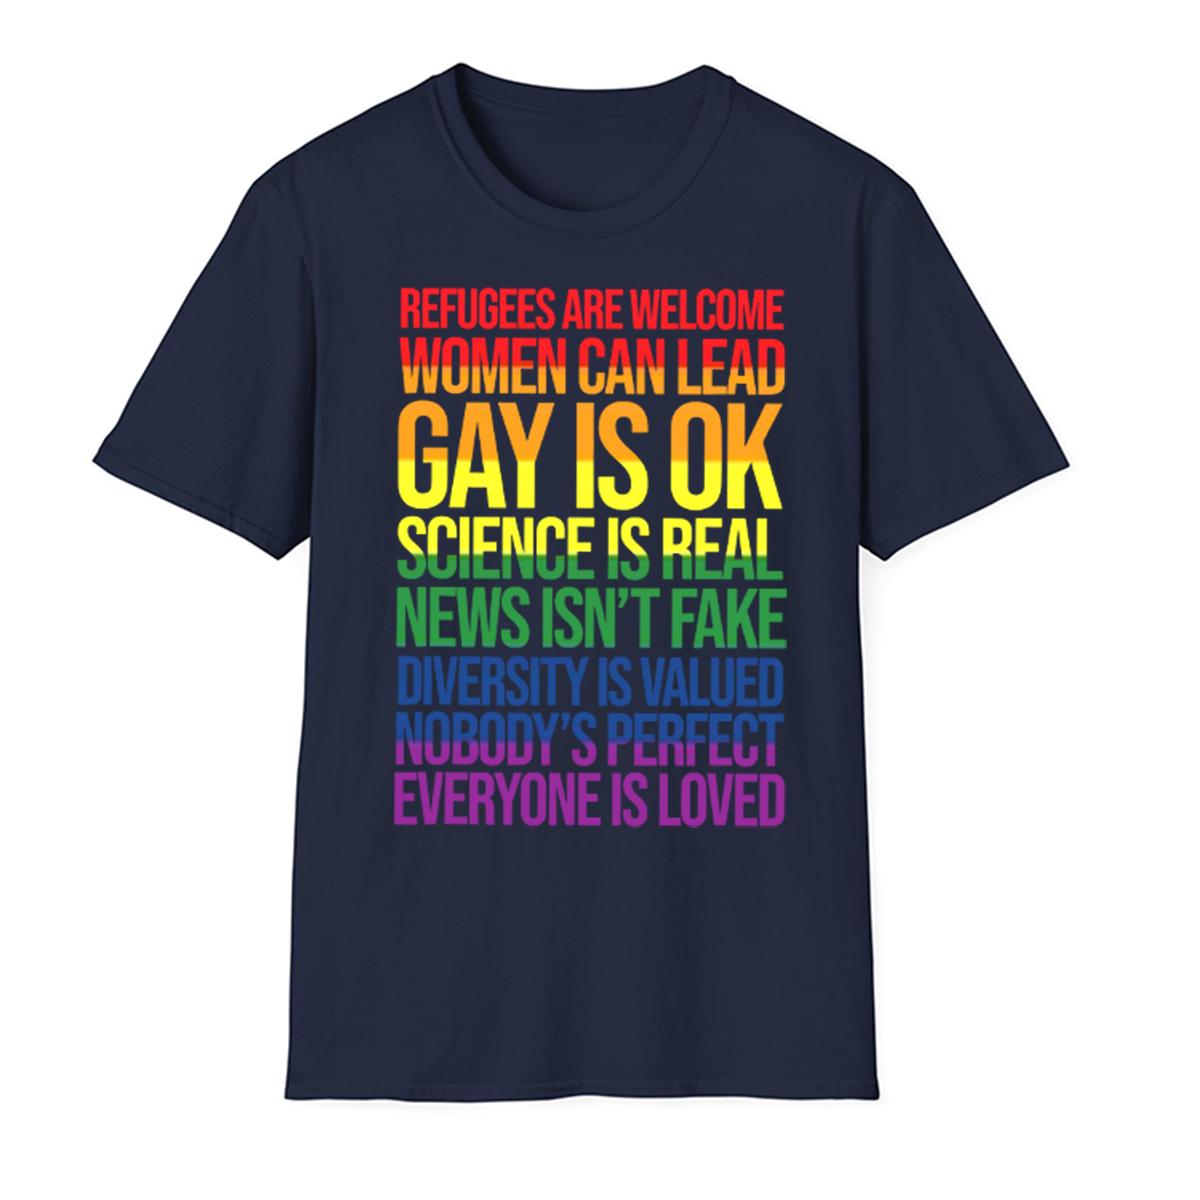 REFUGEES ARE WELCOME
WOMEN CAN LEAD
GAY IS OK
SCIENCE IS REAL
NEWS ISN'T FAKE
DIVERSITY IS VALUED
NOBODY'S PERFECT
EVERYONE IS LOVED